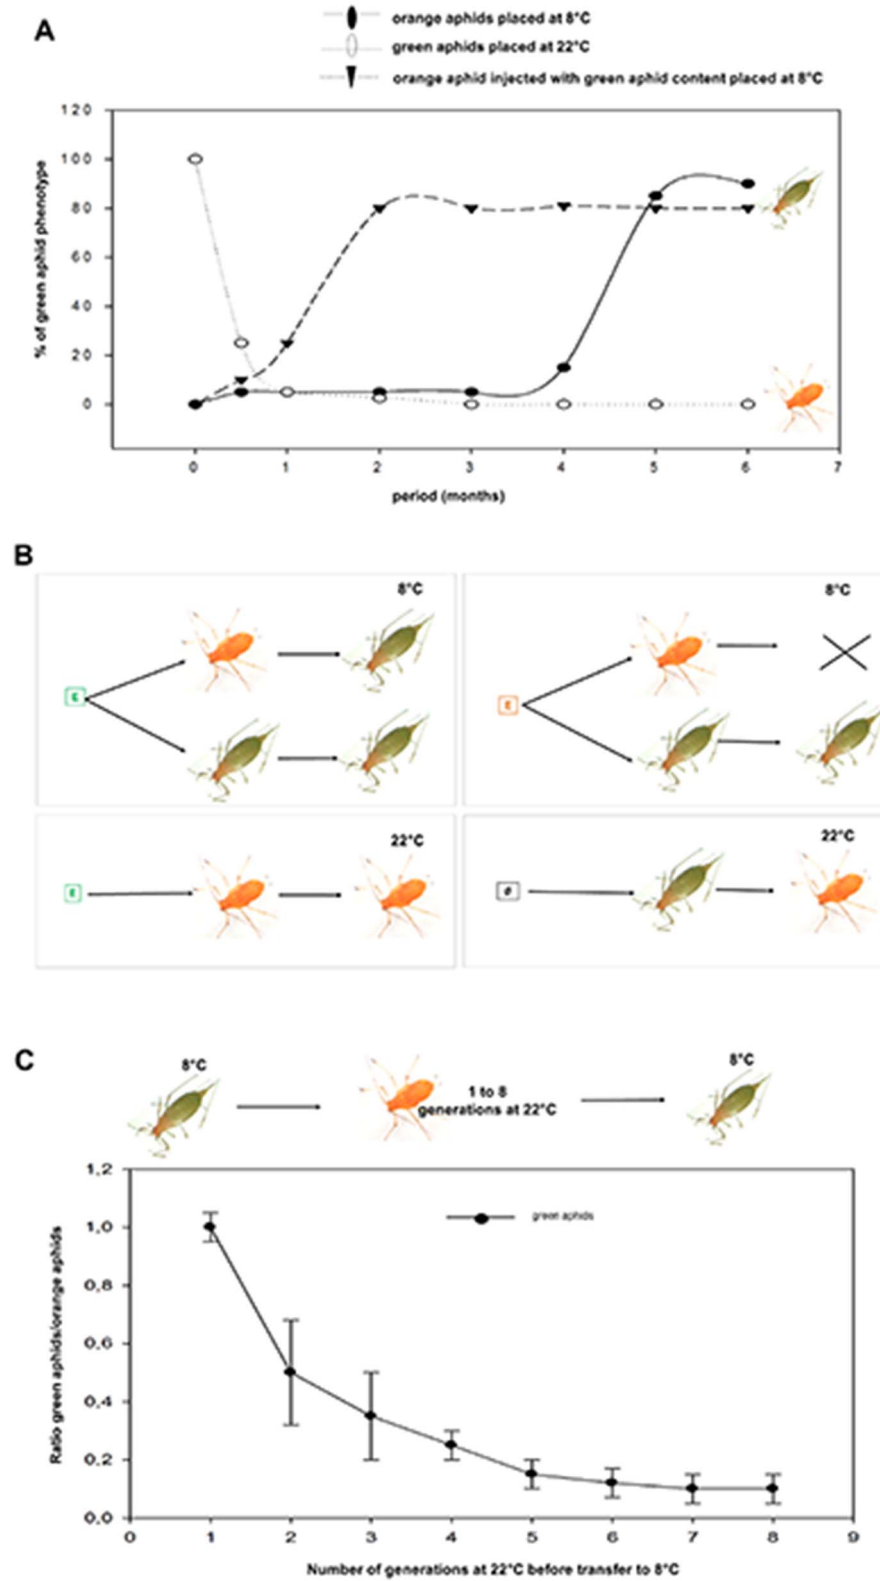 A
orange aphids placed at 8°C
green aphids placed at 22°C
orange aphid injected with green aphid content placed at 8°C
120
100
80
60
40
20
0
% of green aphid phenotype
0 1 2 3 4 5 6 7
period (months)
B
8°C
8°C
E
22°C
22°C
E
C
8°C
8°C
1 to 8
generations at 22°C
1,2
1,0
0,8
0,6
0,4
0,2
0,0
Ratio green aphids/orange aphids
green aphids
0 1 2 3 4 5 6 7 8 9
Number of generations at 22°C before transfer to 8°C